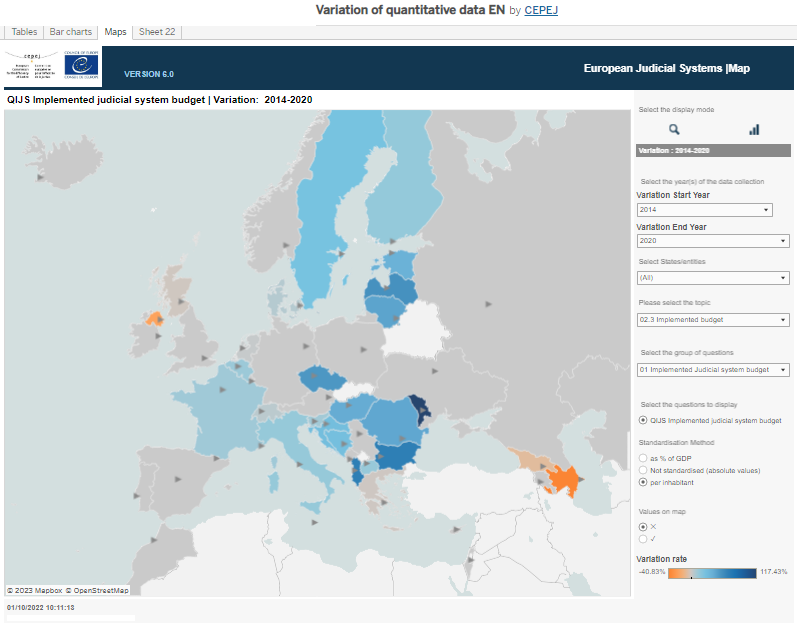 Variation of quantitative data EN by CEPEJ
Tables Bar charts Maps Sheet 22
cepej
COUNCIL OF EUROPE
VERSION 6.0
European Judicial Systems |Map
QIJS Implemented judicial system budget | Variation: 2014-2020
Select the display mode
Variation : 2014-2020
Select the year(s) of the data collection
Variation Start Year
2014
Variation End Year
2020
Select States/entities
(All)
Please select the topic
02.3 Implemented budget
Select the group of questions
01 Implemented Judicial system budget
Select the questions to display
QIJS Implemented judicial system budget
Standardisation Method
as % of GDP
Not standardised (absolute values)
per inhabitant
Values on map
✕
✓
Variation rate
-40.83% 117.43%
© 2023 Mapbox © OpenStreetMap
01/10/2022 10:11:13